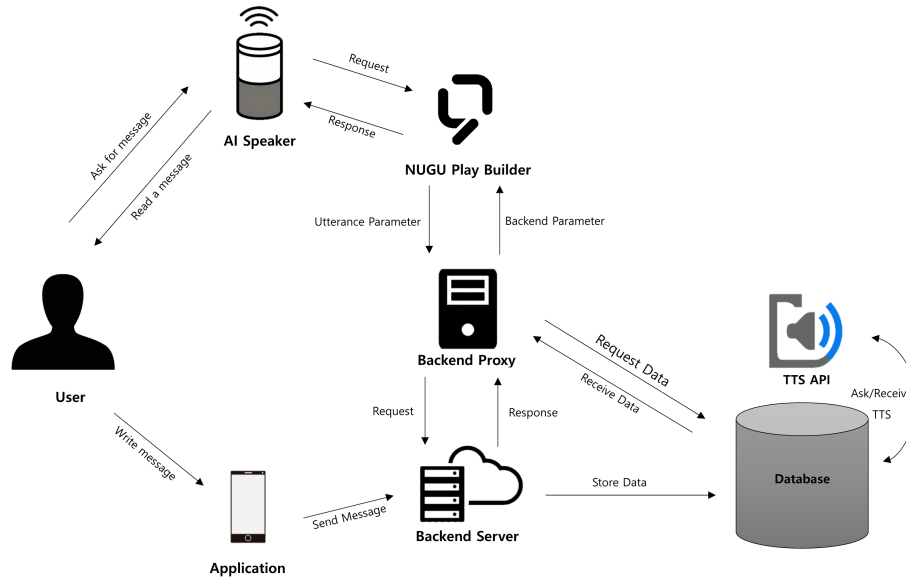 Request
Response
AI Speaker
NUGU Play Builder
Ask for message
Read a message
Utterance Parameter
Backend Parameter
Backend Proxy
Request Data
Receive Data
TTS API
User
Ask/Receiv
TTS
Request
Response
Write message
Database
Store Data
Send Message
Backend Server
Application